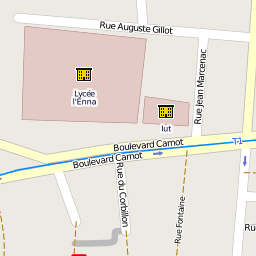 Rue Auguste Gillot
Rue Jean Marcenac
Lycée
l'Enna
Iut
Boulevard Carnot
T1
Boulevard Carnot
Rue du Corbillon
Rue Fontaine
Ru
R